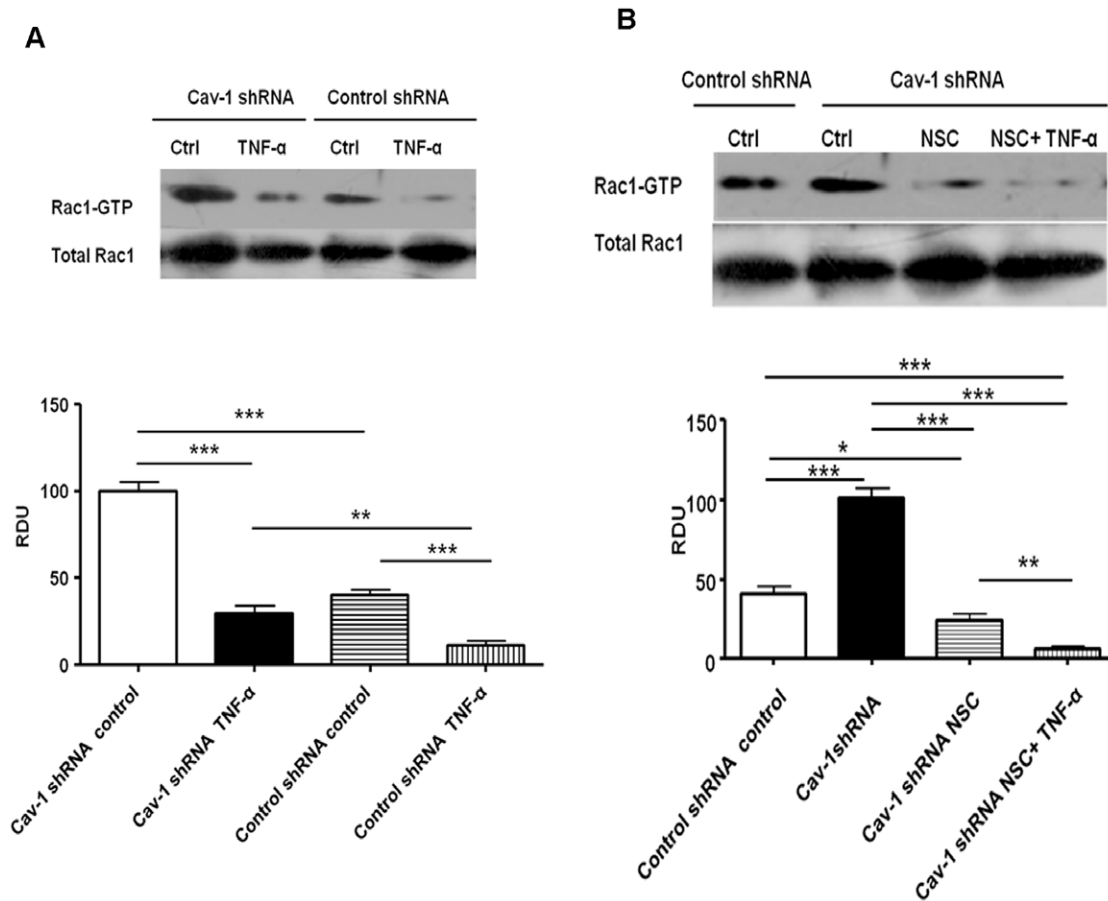 A
Cav-1 shRNA Control shRNA
Ctrl TNF-α Ctrl TNF-α
Rac1-GTP
Total Rac1
150
100
50
0
RDU
***
***
**
***
Cav-1 shRNA control
Cav-1 shRNA TNF-α
Control shRNA control
Control shRNA TNF-α
B
Control shRNA Cav-1 shRNA
Ctrl Ctrl NSC NSC+ TNF-α
Rac1-GTP
Total Rac1
150
100
50
0
RDU
***
***
***
*
***
**
Control shRNA control
Cav-1shRNA
Cav-1 shRNA NSC
Cav-1 shRNA NSC+ TNF-α